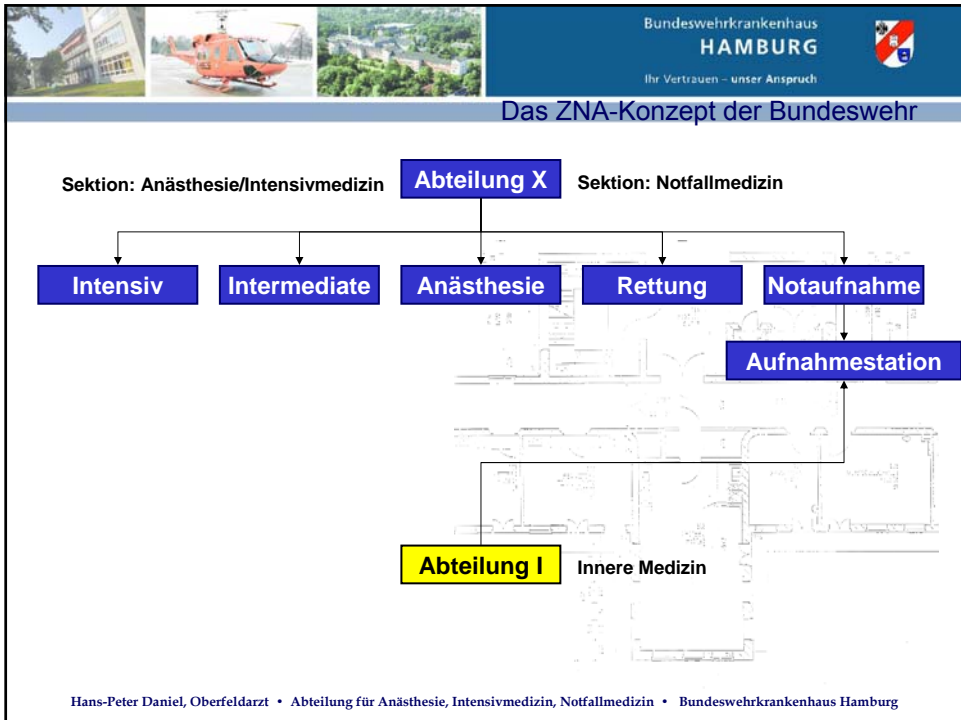 Bundeswehrkrankenhaus
HAMBURG
Ihr Vertrauen – unser Anspruch
Das ZNA-Konzept der Bundeswehr
Sektion: Anästhesie/Intensivmedizin
Abteilung X
Sektion: Notfallmedizin
Intensiv
Intermediate
Anästhesie
Rettung
Notaufnahme
Aufnahmestation
Abteilung I
Innere Medizin
Hans-Peter Daniel, Oberfeldarzt • Abteilung für Anästhesie, Intensivmedizin, Notfallmedizin • Bundeswehrkrankenhaus Hamburg